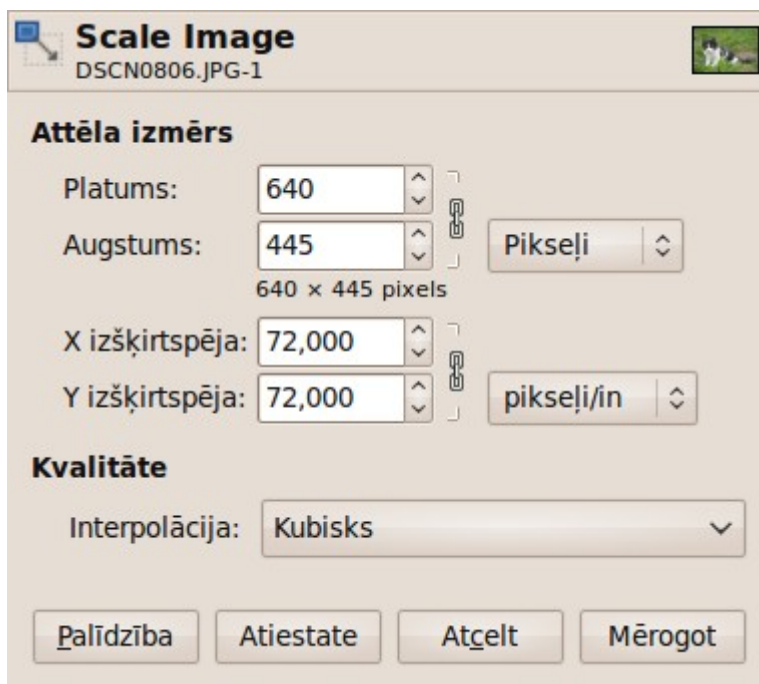 Scale Image
DSCN0806.JPG-1
Attēla izmērs
Platums: 640
Augstums: 445 Pikseļi
640 × 445 pixels
X izšķirtspēja: 72,000
Y izšķirtspēja: 72,000 pikseļi/in
Kvalitāte
Interpolācija: Kubisks
Palīdzība Atiestate Atcelt Mērogot